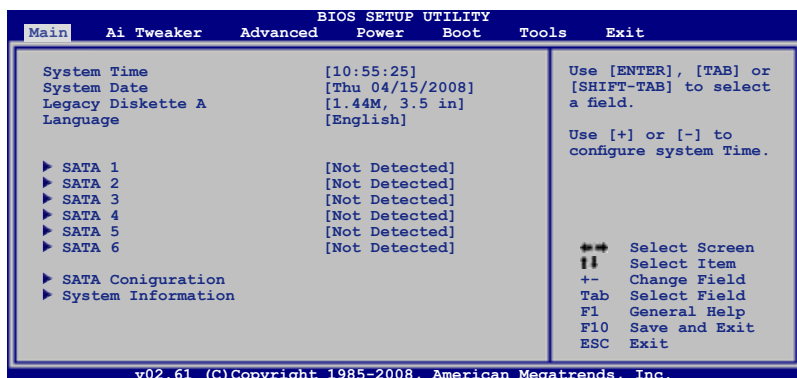 BIOS SETUP UTILITY
Main Ai Tweaker Advanced Power Boot Tools Exit
System Time [10:55:25]
System Date [Thu 04/15/2008]
Legacy Diskette A [1.44M, 3.5 in]
Language [English]
SATA 1 [Not Detected]
SATA 2 [Not Detected]
SATA 3 [Not Detected]
SATA 4 [Not Detected]
SATA 5 [Not Detected]
SATA 6 [Not Detected]
SATA Coniguration
System Information
Use [ENTER], [TAB] or
[SHIFT-TAB] to select
a field.
Use [+] or [-] to
configure system Time.
Select Screen
Select Item
+- Change Field
Tab Select Field
F1 General Help
F10 Save and Exit
ESC Exit
v02.61 (C)Copyright 1985-2008, American Megatrends, Inc.